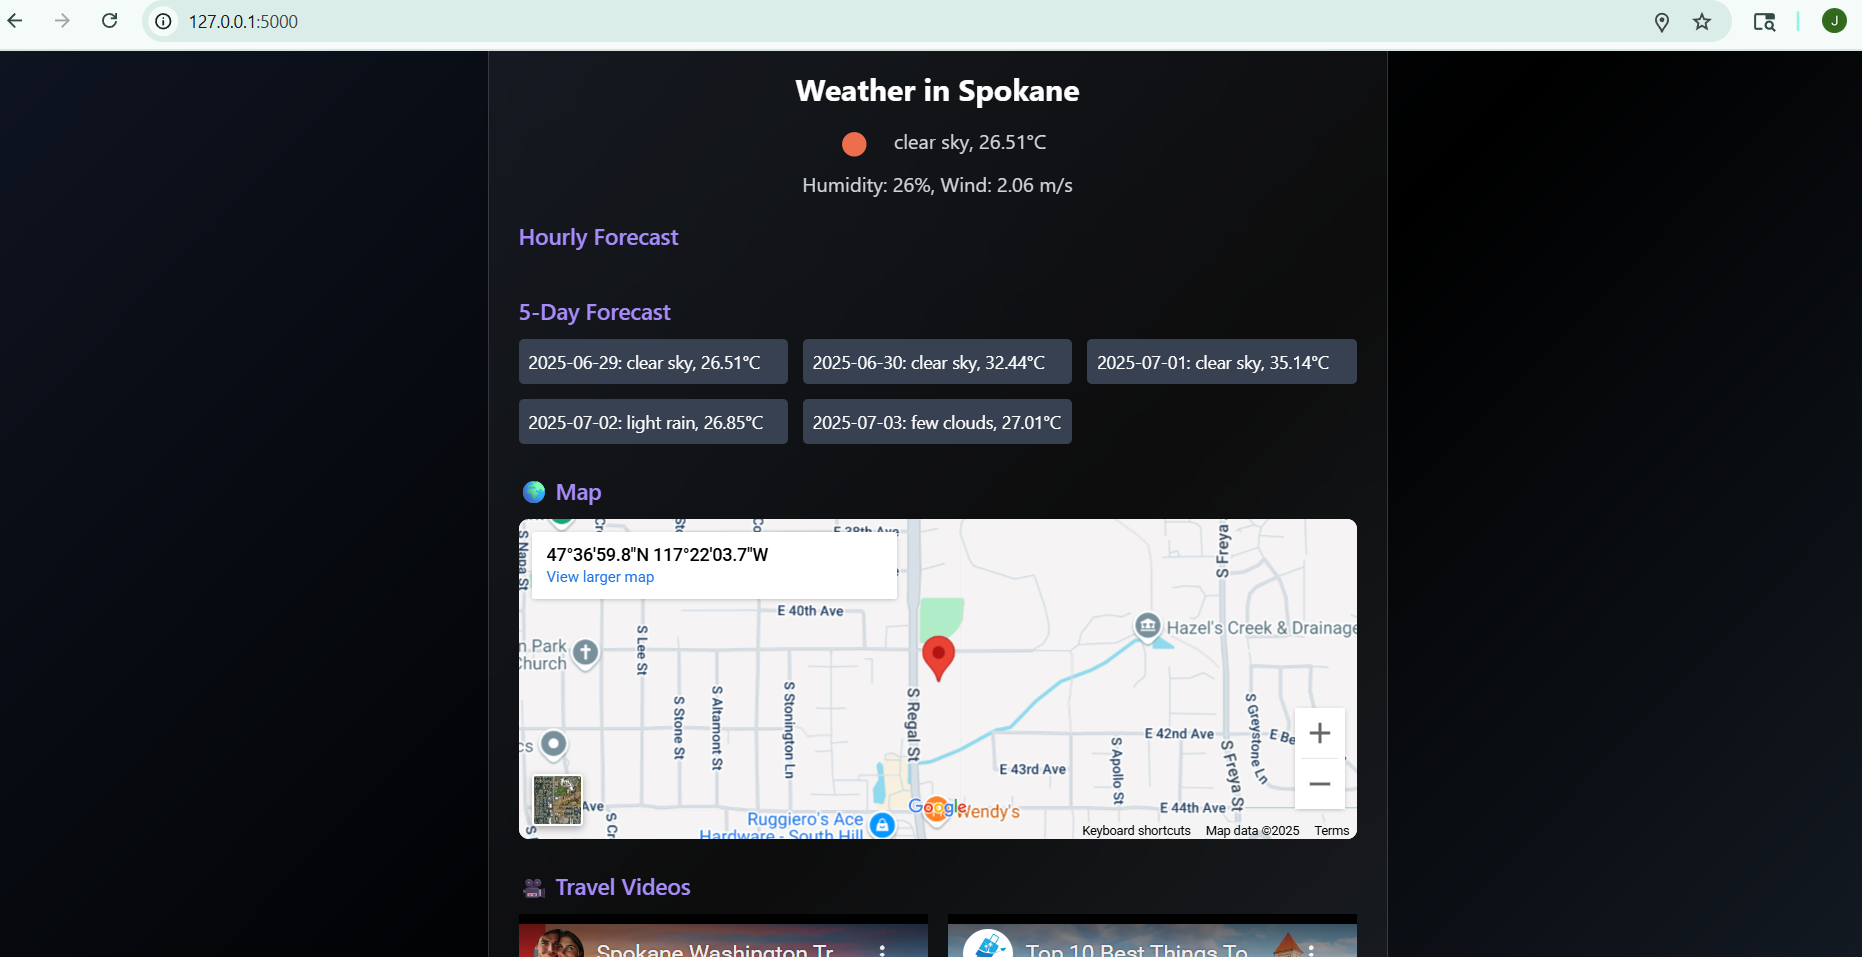 127.0.0.1:5000
J
Weather in Spokane
clear sky, 26.51°C
Humidity: 26%, Wind: 2.06 m/s
Hourly Forecast
5-Day Forecast
2025-06-29: clear sky, 26.51°C
2025-06-30: clear sky, 32.44°C
2025-07-01: clear sky, 35.14°C
2025-07-02: light rain, 26.85°C
2025-07-03: few clouds, 27.01°C
Map
E 38th Ave
S Napa St
47°36'59.8"N 117°22'03.7"W
View larger map
S Freya
E 40th Ave
Hazel's Creek & Drainage
n Park
Church
S Lee St
S Stone St
S Altamont St
S Stonington Ln
S Regal St
S Apollo St
S Freya St
S Greystone Ln
E 42nd Ave
E Be
E 43rd Ave
E 44th Ave
cs
Ave
S Cr
Google
Wendy's
Ruggiero's Ace
Hardware - South Hill
Keyboard shortcuts
Map data ©2025
Terms
Travel Videos
Spokane Washington Tr
Top 10 Best Things To